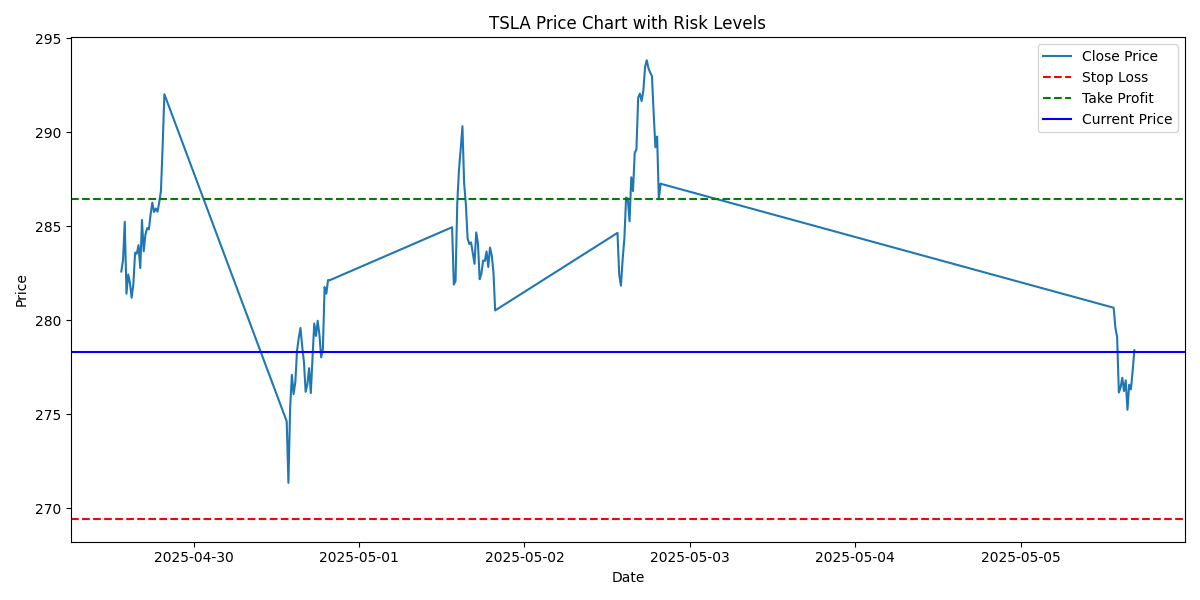 TSLA Price Chart with Risk Levels
295
290
285
280
275
270
Price
Close Price
Stop Loss
Take Profit
Current Price
2025-04-30
2025-05-01
2025-05-02
2025-05-03
2025-05-04
2025-05-05
Date